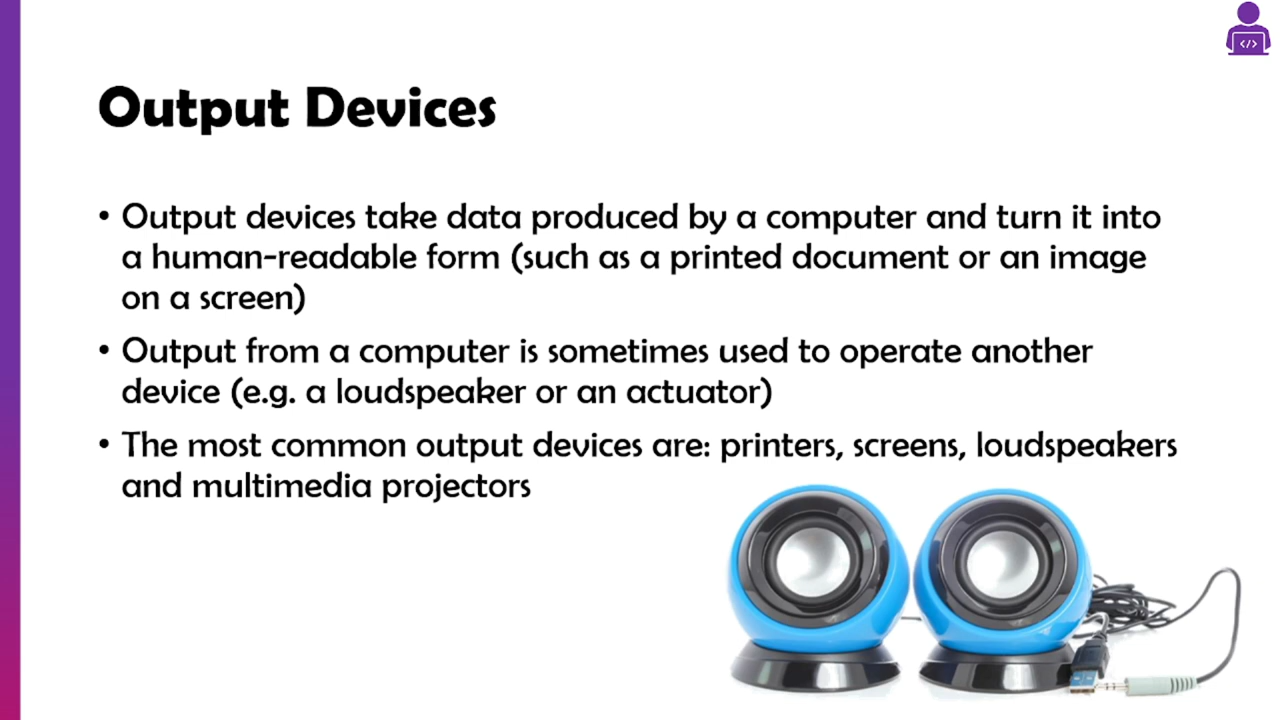 Output Devices
• Output devices take data produced by a computer and turn it into
a human-readable form (such as a printed document or an image
on a screen)
• Output from a computer is sometimes used to operate another
device (e.g. a loudspeaker or an actuator)
• The most common output devices are: printers, screens, loudspeakers
and multimedia projectors